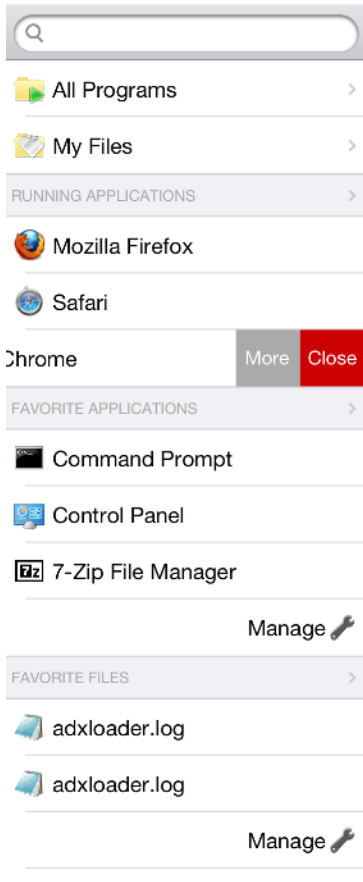 All Programs
My Files
RUNNING APPLICATIONS
Mozilla Firefox
Safari
Chrome More Close
FAVORITE APPLICATIONS
Command Prompt
Control Panel
7z 7-Zip File Manager
Manage
FAVORITE FILES
adxloader.log
adxloader.log
Manage